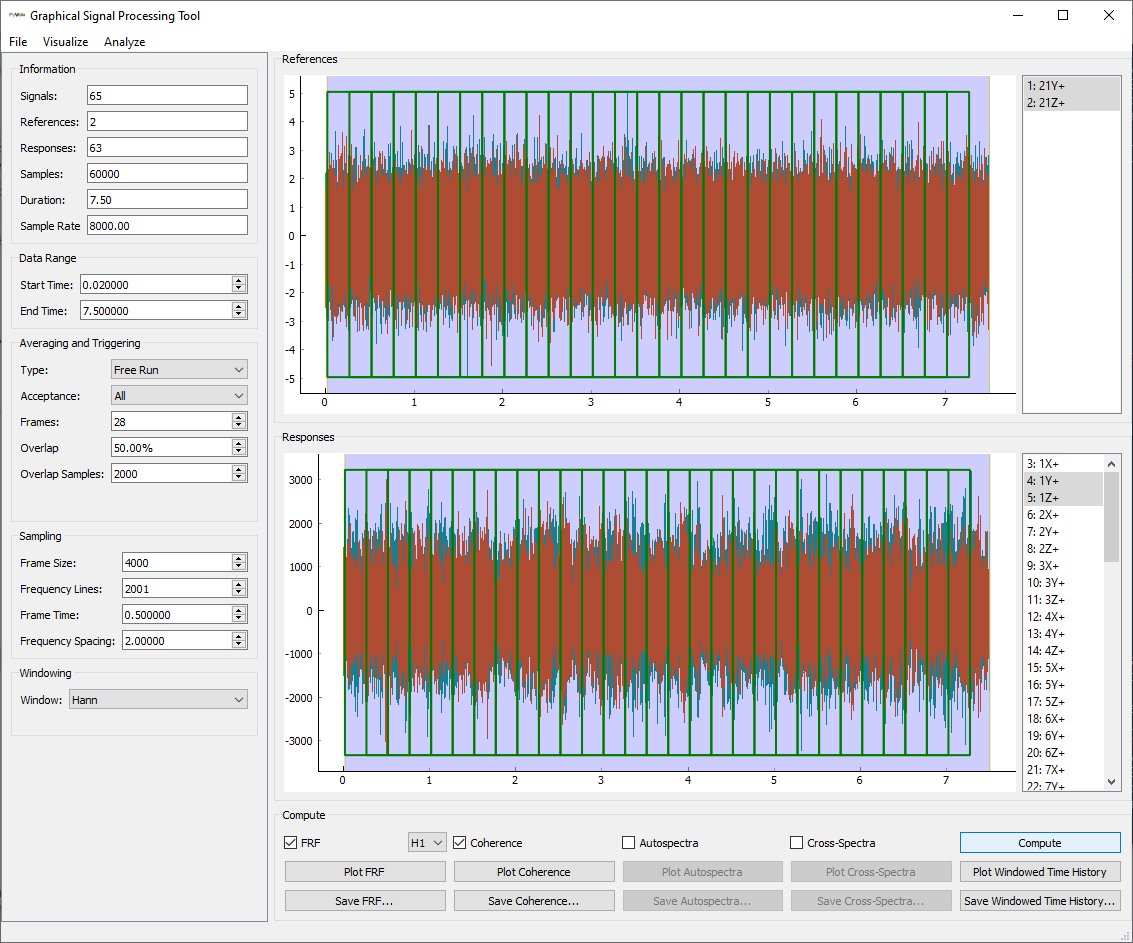 Graphical Signal Processing Tool
File Visualize Analyze
Information
Signals: 65
References: 2
Responses: 63
Samples: 60000
Duration: 7.50
Sample Rate 8000.00
Data Range
Start Time: 0.020000
End Time: 7.500000
Averaging and Triggering
Type: Free Run
Acceptance: All
Frames: 28
Overlap 50.00%
Overlap Samples: 2000
Sampling
Frame Size: 4000
Frequency Lines: 2001
Frame Time: 0.500000
Frequency Spacing: 2.00000
Windowing
Window: Hann
References
5
4
3
2
1
0
-1
-2
-3
-4
-5
0 1 2 3 4 5 6 7
1: 21Y+
2: 21Z+
Responses
3000
2000
1000
0
-1000
-2000
-3000
0 1 2 3 4 5 6 7
3: 1X+
4: 1Y+
5: 1Z+
6: 2X+
7: 2Y+
8: 2Z+
9: 3X+
10: 3Y+
11: 3Z+
12: 4X+
13: 4Y+
14: 4Z+
15: 5X+
16: 5Y+
17: 5Z+
18: 6X+
19: 6Y+
20: 6Z+
21: 7X+
22: 7Y+
Compute
FRF H1 Coherence Autospectra Cross-Spectra Compute
Plot FRF Plot Coherence Plot Autospectra Plot Cross-Spectra Plot Windowed Time History
Save FRF... Save Coherence... Save Autospectra... Save Cross-Spectra... Save Windowed Time History...